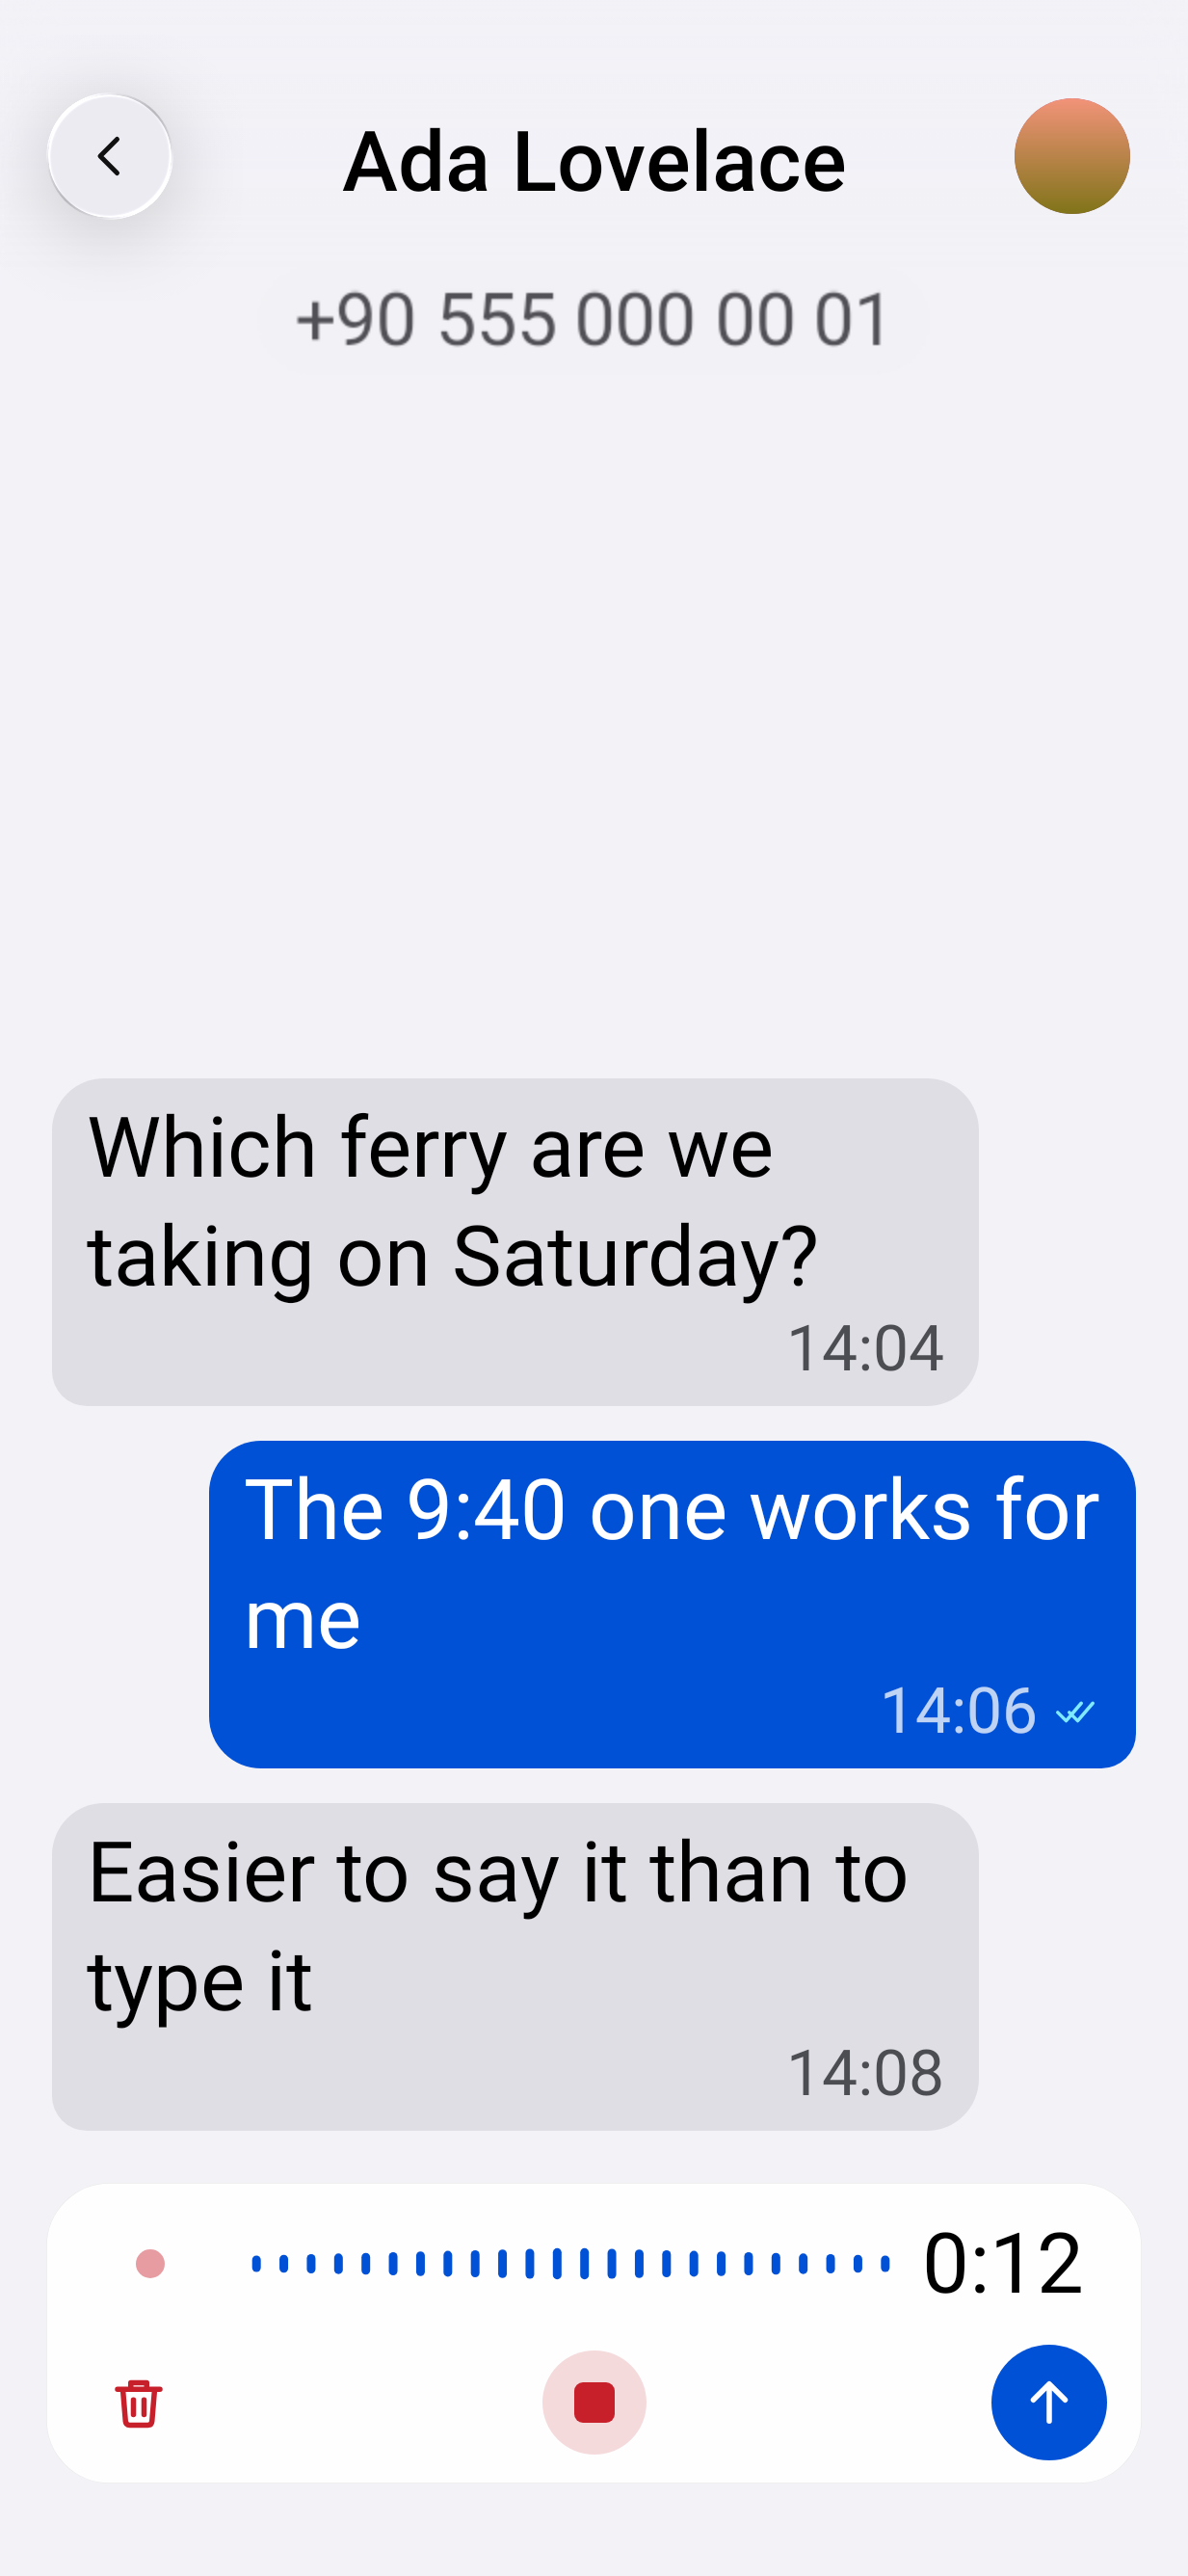 Ada Lovelace
+90 555 000 00 01
Which ferry are we
taking on Saturday?
14:04
The 9:40 one works for
me
14:06
Easier to say it than to
type it
14:08
0:12